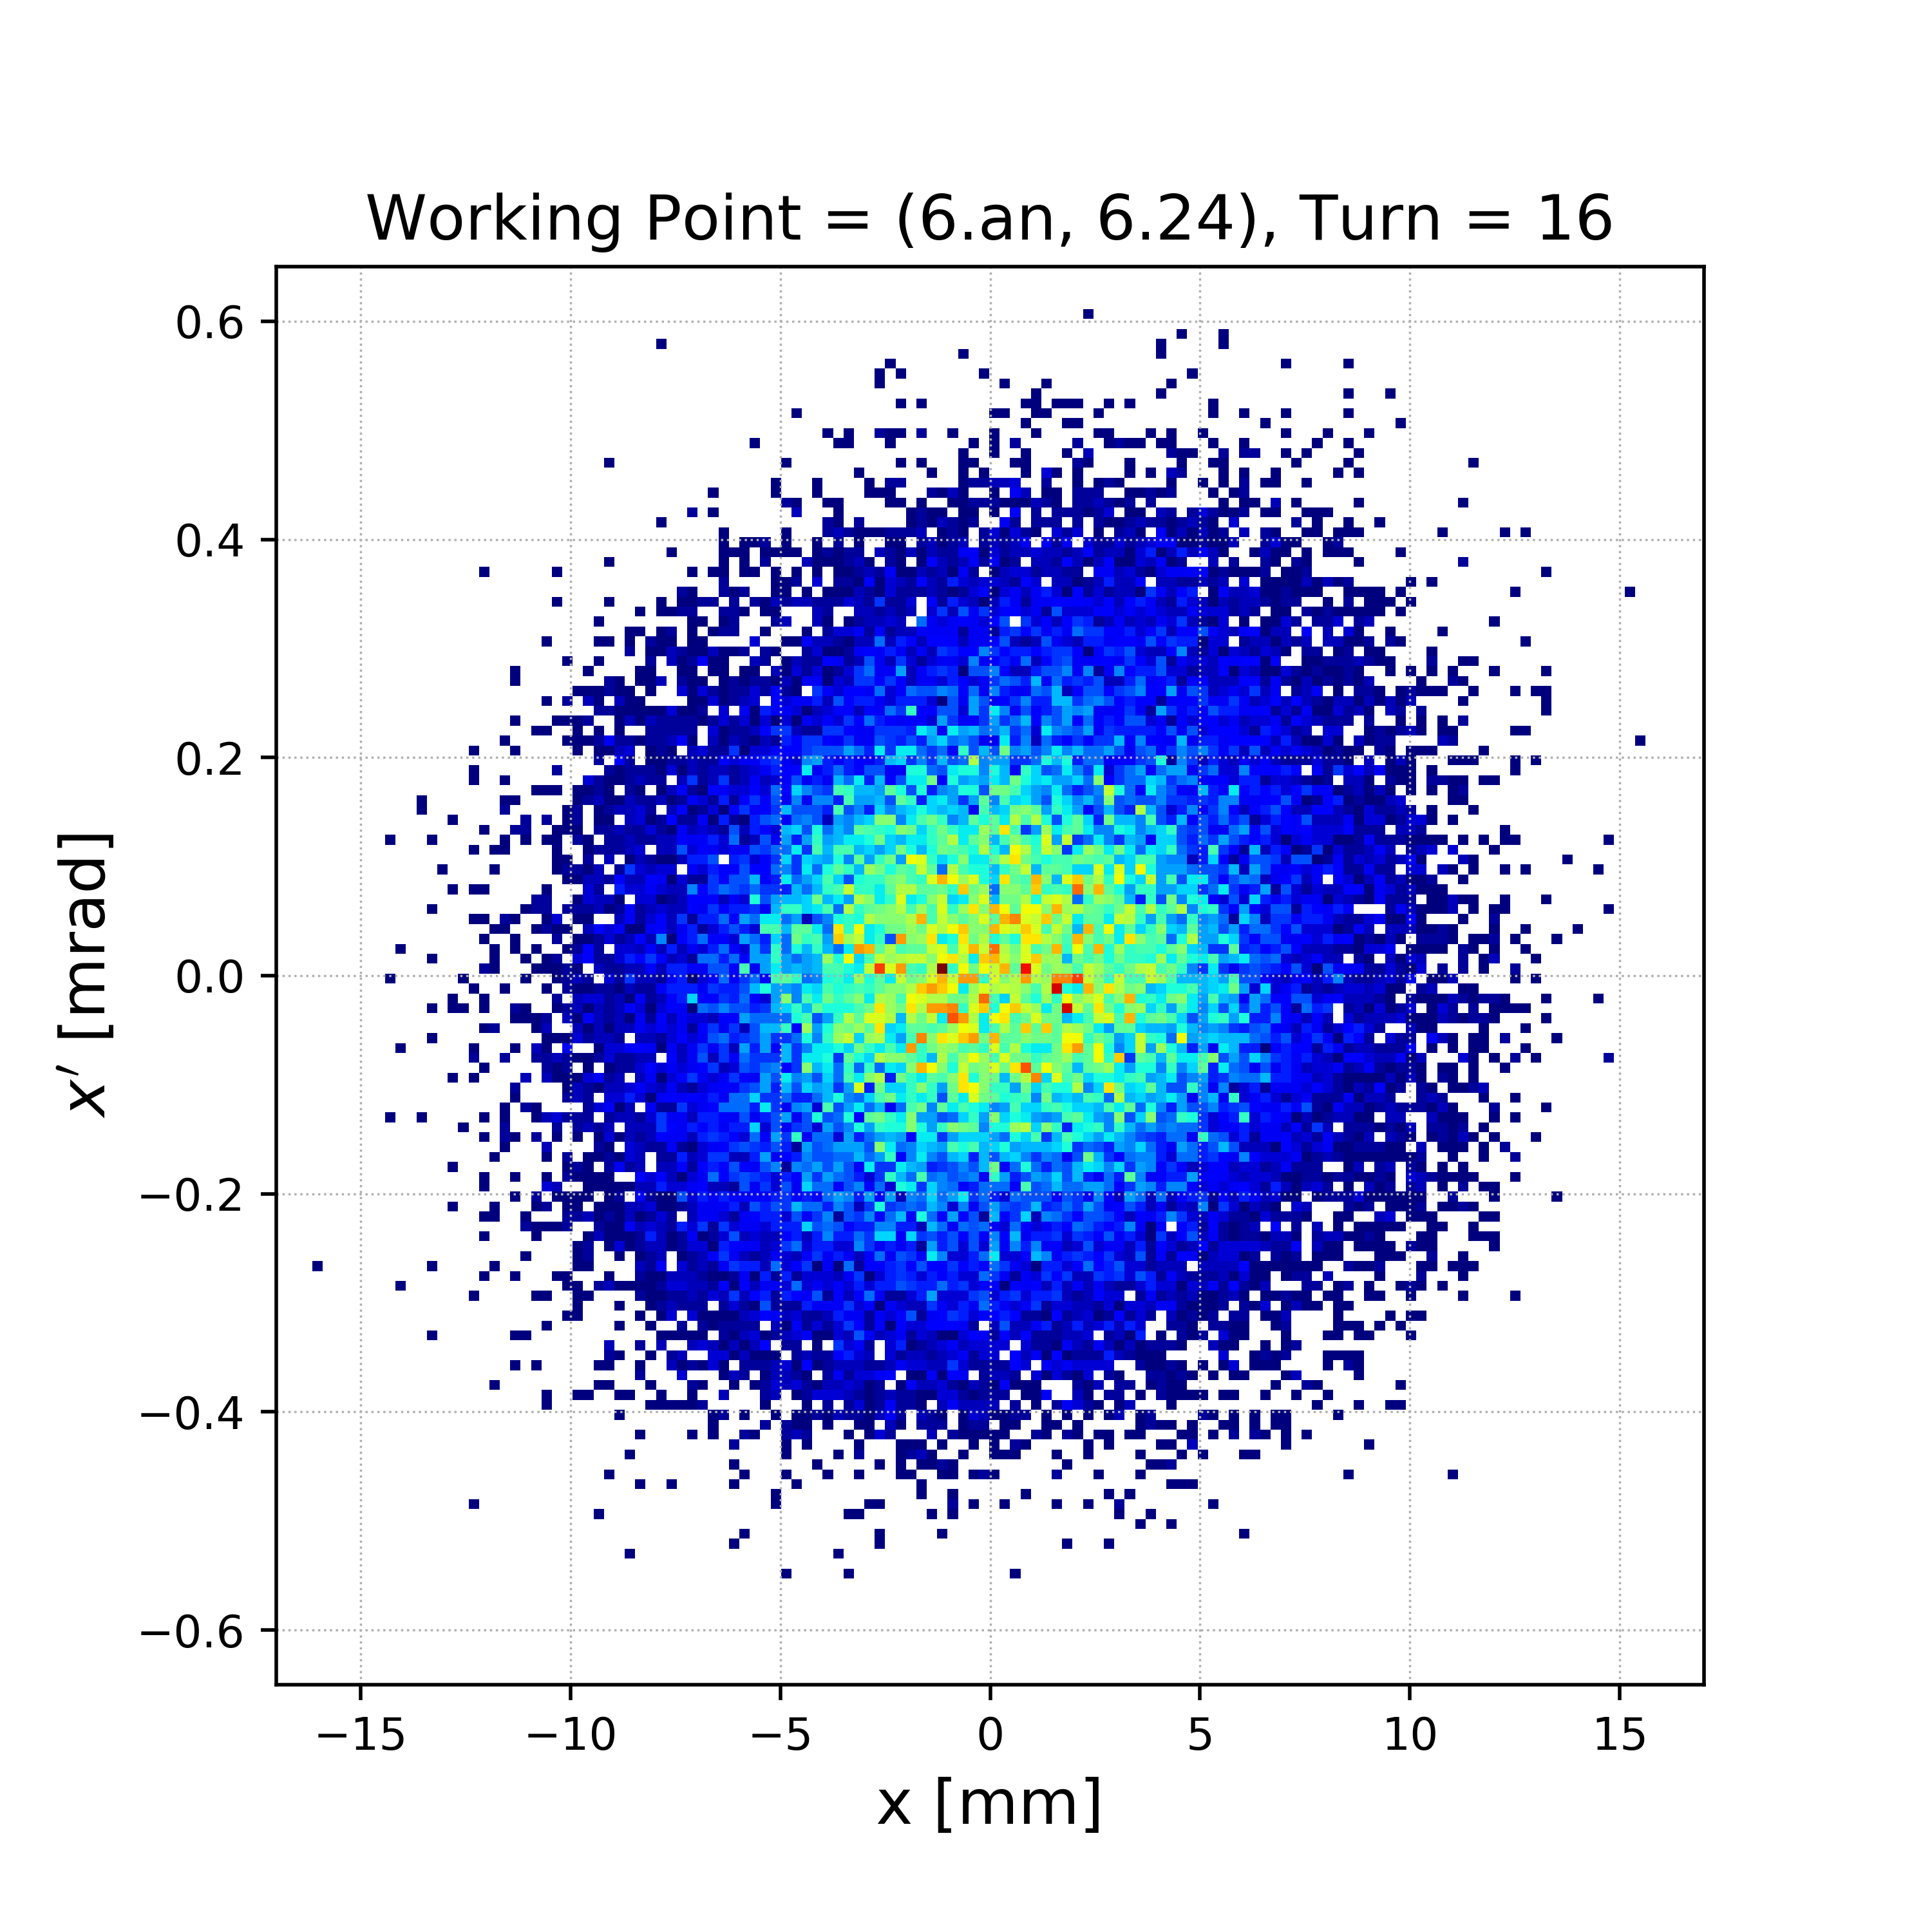 Working Point = (6.an, 6.24), Turn = 16
0.6
0.4
0.2
0.0
−0.2
−0.4
−0.6
x′ [mrad]
−15 −10 −5 0 5 10 15
x [mm]